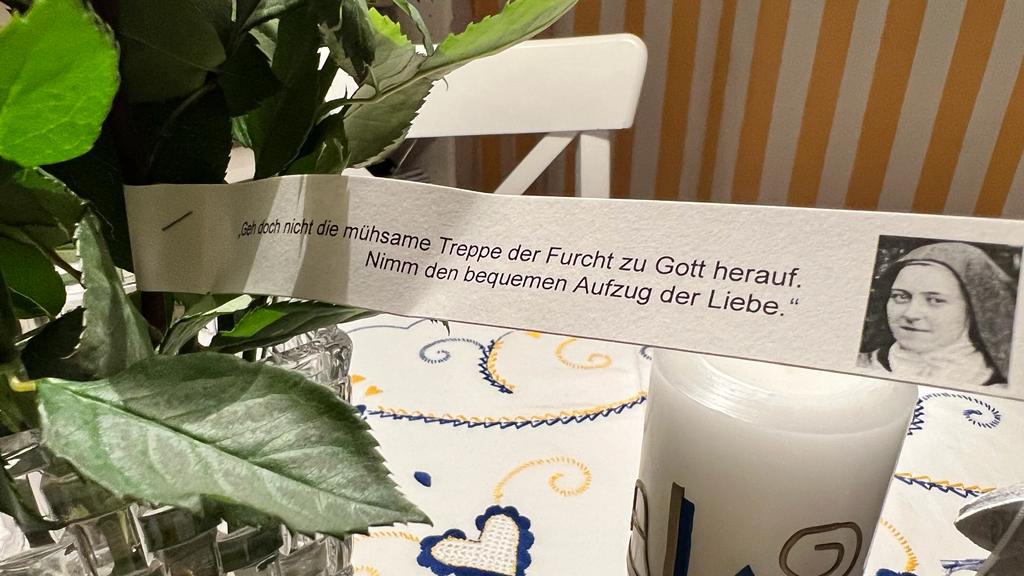 „Geh doch nicht die mühsame Treppe der Furcht zu Gott herauf.
Nimm den bequemen Aufzug der Liebe.“